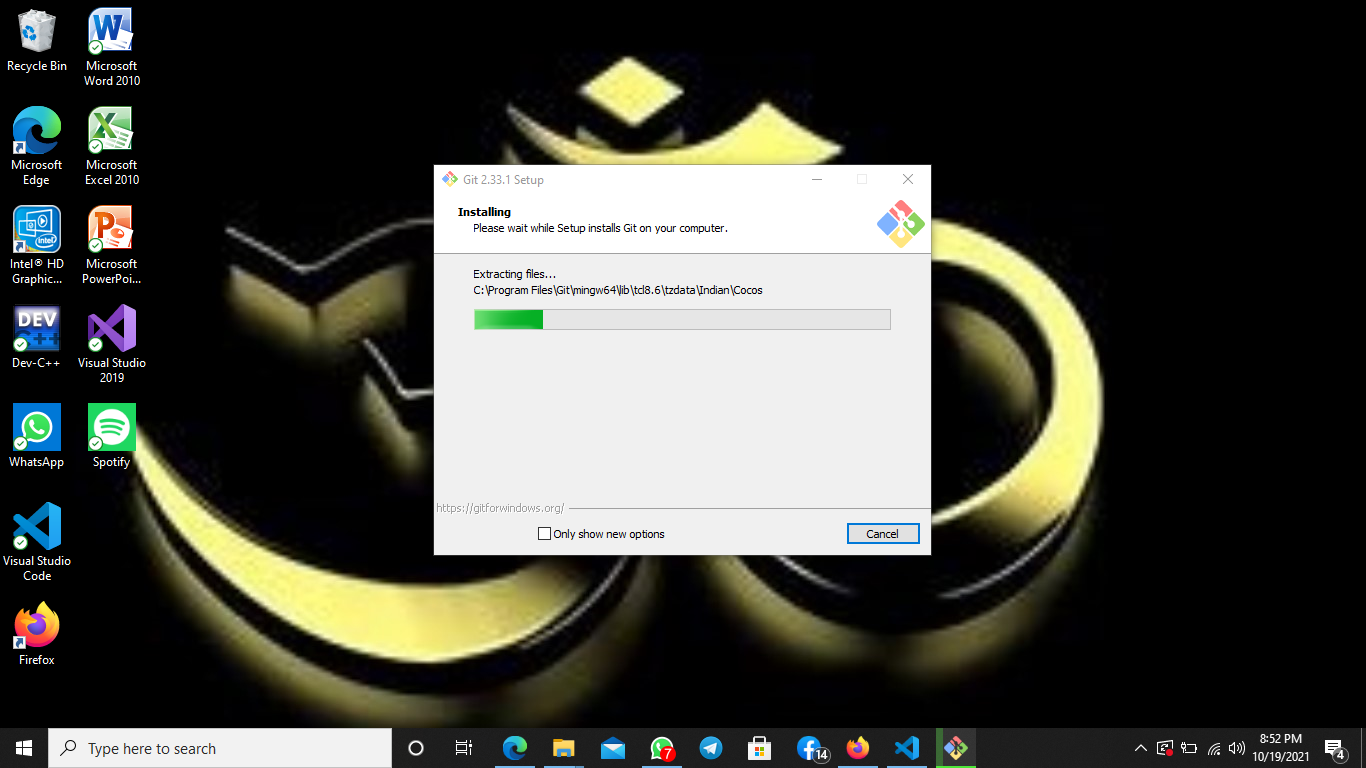 Recycle Bin
Microsoft
Word 2010
Microsoft
Edge
Microsoft
Excel 2010
Intel® HD
Graphic...
Microsoft
PowerPoi...
DEV
C++
Dev-C++
Visual Studio
2019
WhatsApp
Spotify
Visual Studio
Code
Firefox
Git 2.33.1 Setup
Installing
Please wait while Setup installs Git on your computer.
Extracting files...
C:\Program Files\Git\mingw64\lib\tcl8.6\tzdata\Indian\Cocos
https://gitforwindows.org/
Only show new options
Cancel
Type here to search
7
14
8:52 PM
10/19/2021
4